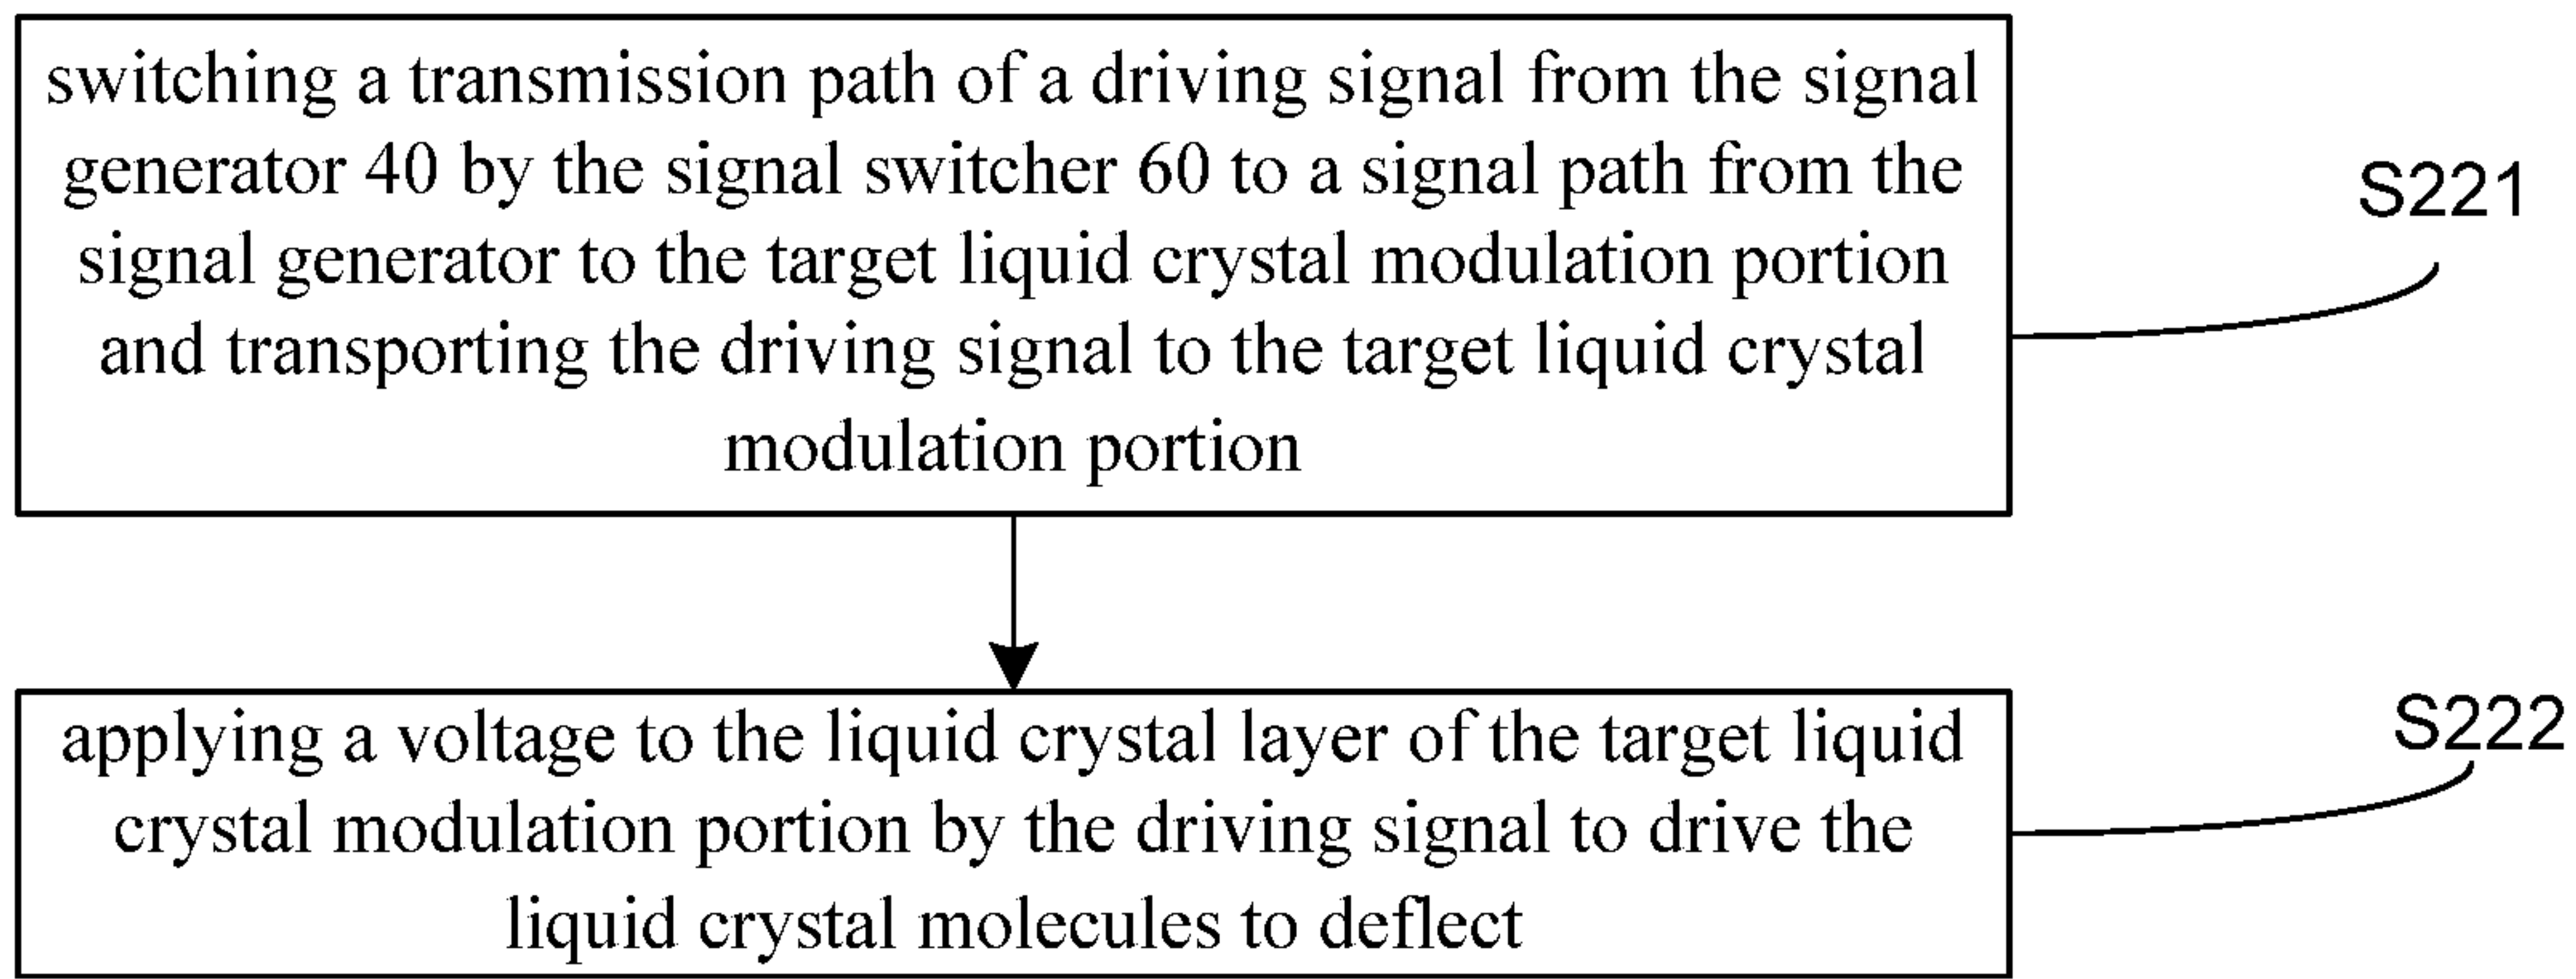 switching a transmission path of a driving signal from the signal
generator 40 by the signal switcher 60 to a signal path from the
signal generator to the target liquid crystal modulation portion
and transporting the driving signal to the target liquid crystal
modulation portion
S221
applying a voltage to the liquid crystal layer of the target liquid
crystal modulation portion by the driving signal to drive the
liquid crystal molecules to deflect
S222